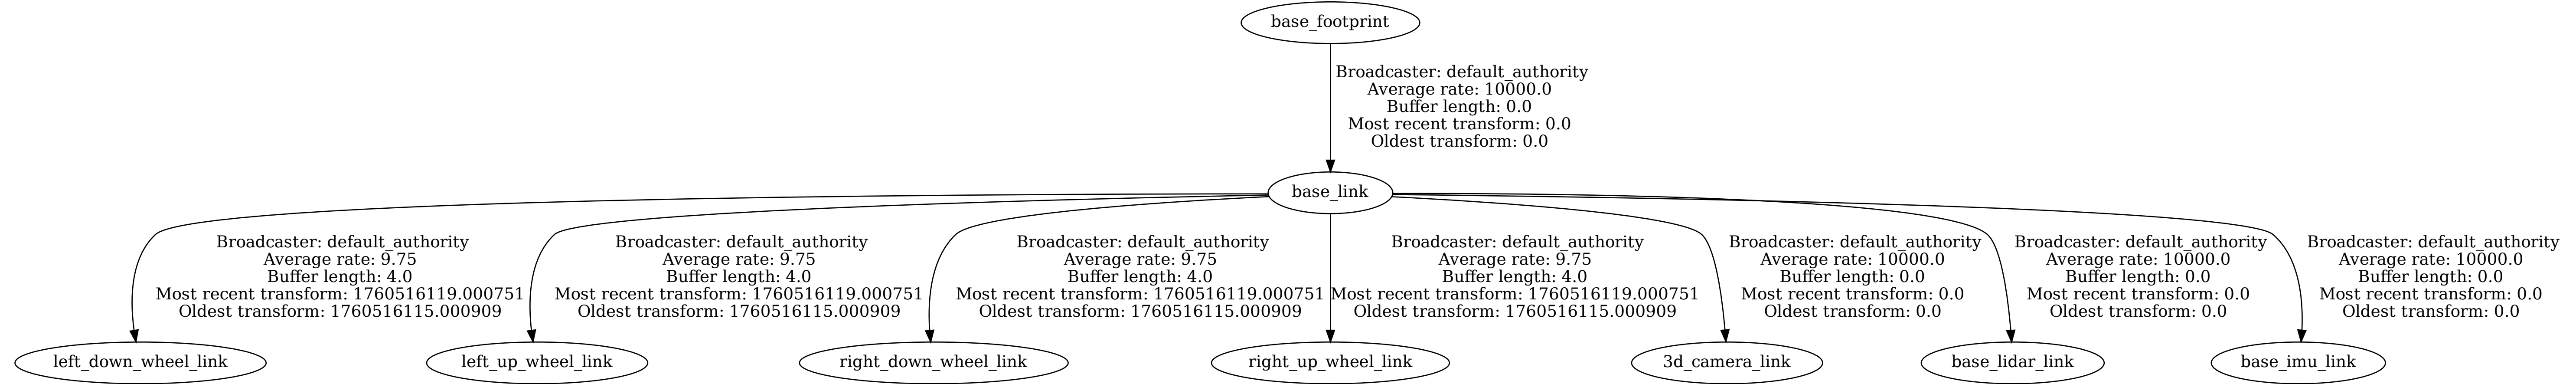 base_footprint
Broadcaster: default_authority
Average rate: 10000.0
Buffer length: 0.0
Most recent transform: 0.0
Oldest transform: 0.0
base_link
Broadcaster: default_authority
Average rate: 9.75
Buffer length: 4.0
Most recent transform: 1760516119.000751
Oldest transform: 1760516115.000909
Broadcaster: default_authority
Average rate: 9.75
Buffer length: 4.0
Most recent transform: 1760516119.000751
Oldest transform: 1760516115.000909
Broadcaster: default_authority
Average rate: 9.75
Buffer length: 4.0
Most recent transform: 1760516119.000751
Oldest transform: 1760516115.000909
Broadcaster: default_authority
Average rate: 9.75
Buffer length: 4.0
Most recent transform: 1760516119.000751
Oldest transform: 1760516115.000909
Broadcaster: default_authority
Average rate: 10000.0
Buffer length: 0.0
Most recent transform: 0.0
Oldest transform: 0.0
Broadcaster: default_authority
Average rate: 10000.0
Buffer length: 0.0
Most recent transform: 0.0
Oldest transform: 0.0
Broadcaster: default_authority
Average rate: 10000.0
Buffer length: 0.0
Most recent transform: 0.0
Oldest transform: 0.0
left_down_wheel_link
left_up_wheel_link
right_down_wheel_link
right_up_wheel_link
3d_camera_link
base_lidar_link
base_imu_link